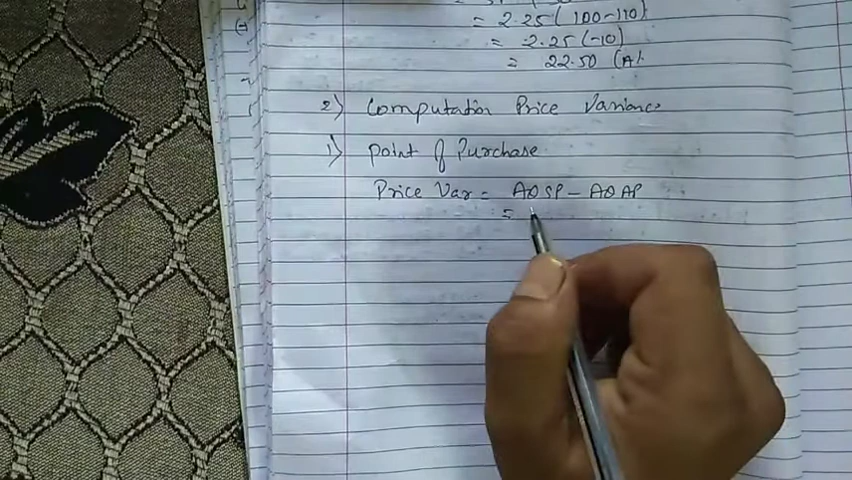 = 2.25 (100-110)
= 2.25 (-10)
= 22.50 (A).
2) Computation Price Variance
1) Point of Purchase
Price Var = AQSP - AQAP
=